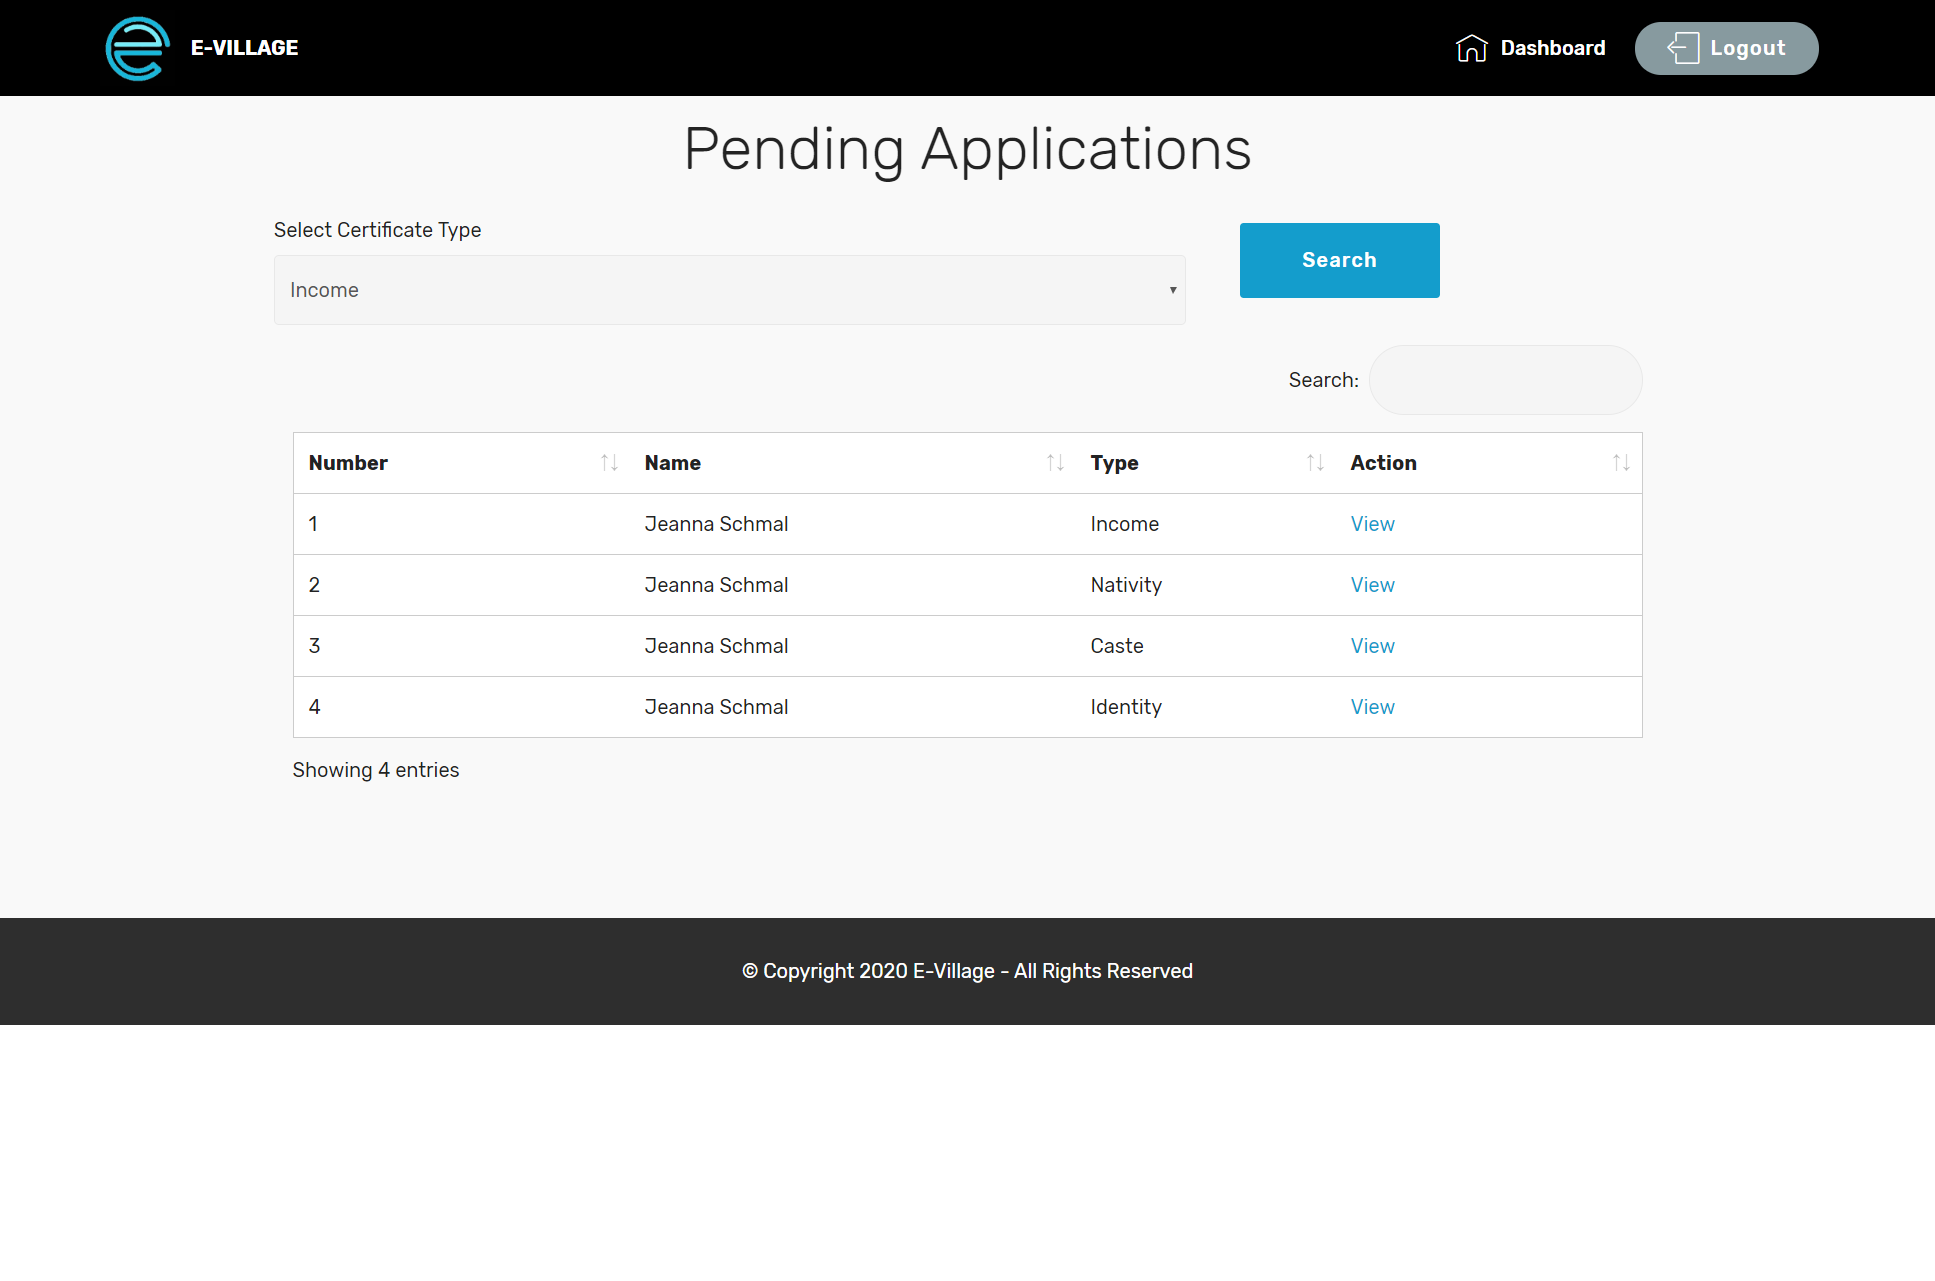 E-VILLAGE
Dashboard
Logout
Pending Applications
Select Certificate Type
Income
Search
Search:
Number Name Type Action
1 Jeanna Schmal Income View
2 Jeanna Schmal Nativity View
3 Jeanna Schmal Caste View
4 Jeanna Schmal Identity View
Showing 4 entries
© Copyright 2020 E-Village - All Rights Reserved